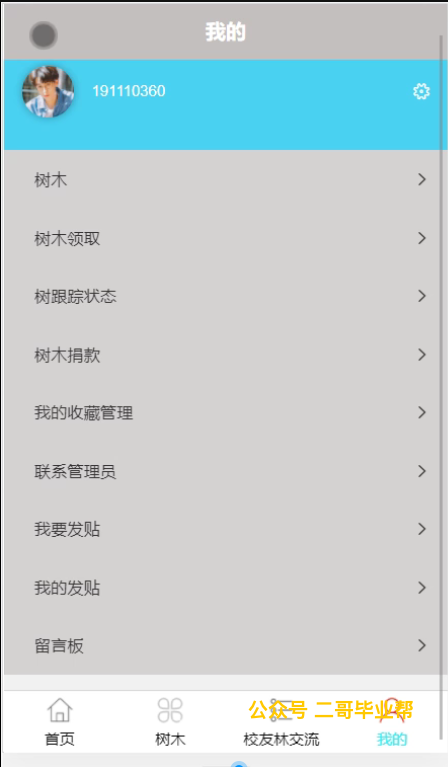 我的
191110360
树木
树木领取
树跟踪状态
树木捐款
我的收藏管理
联系管理员
我要发贴
我的发贴
留言板
公众号 二哥毕业帮
首页
树木
校友林交流
我的